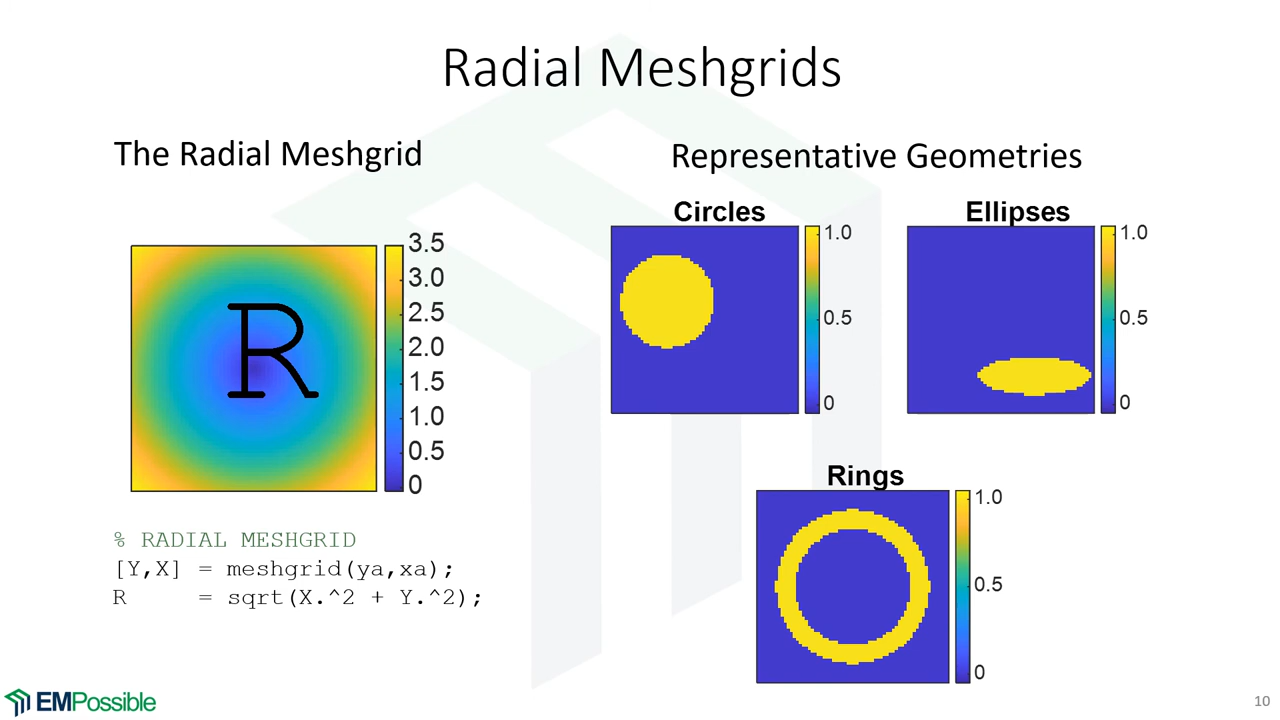 Radial Meshgrids
The Radial Meshgrid
R
3.5
3.0
2.5
2.0
1.5
1.0
0.5
0
% RADIAL MESHGRID
[Y,X] = meshgrid(ya,xa);
R     = sqrt(X.^2 + Y.^2);
Representative Geometries
Circles
1.0
0.5
0
Ellipses
1.0
0.5
0
Rings
1.0
0.5
0
EMPossible
10